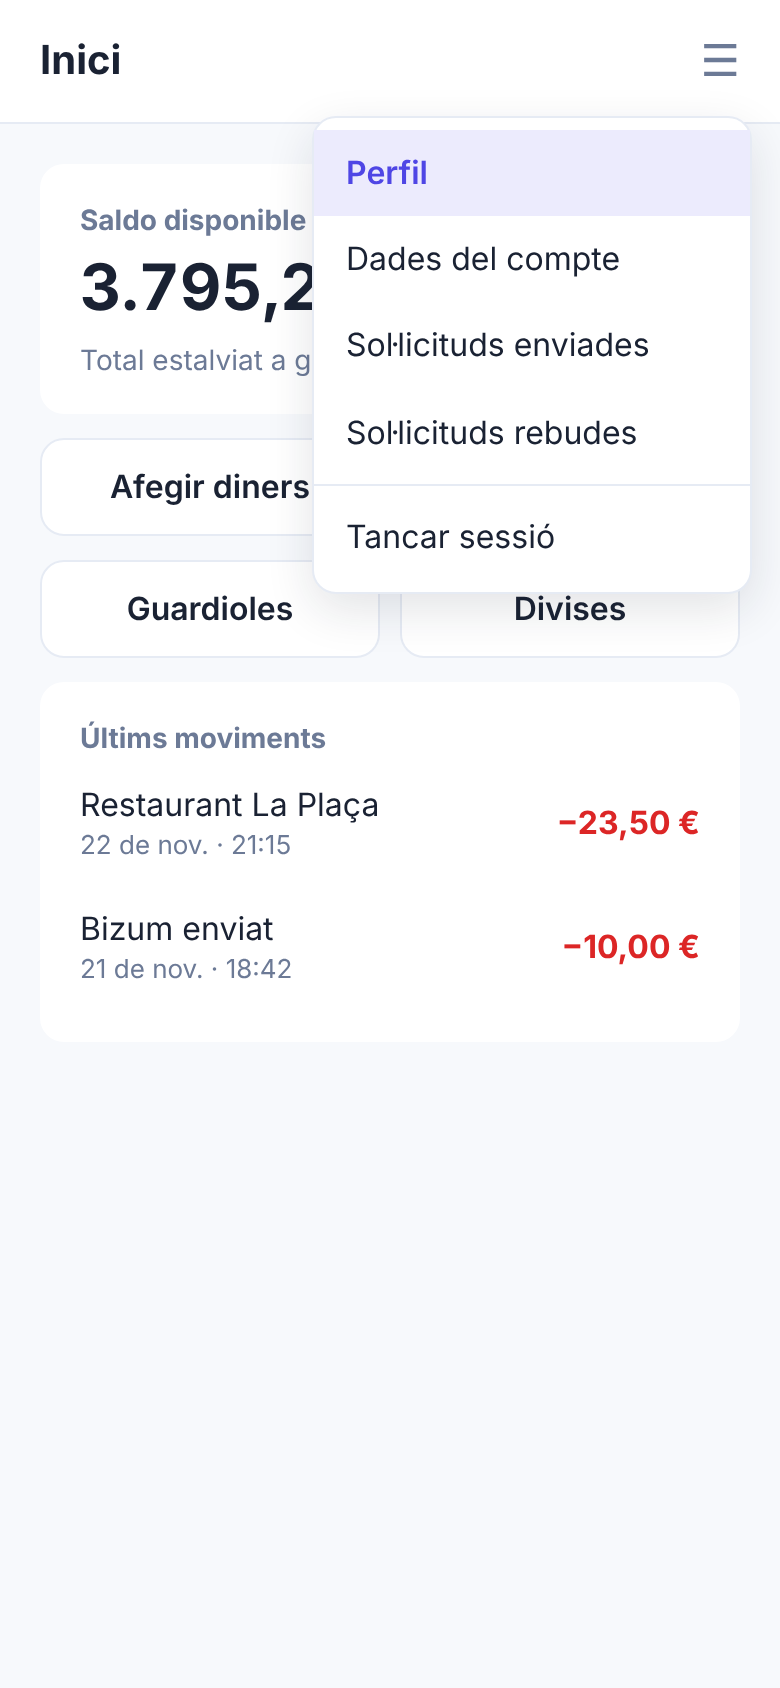 Inici
Perfil
Dades del compte
Sol·licituds enviades
Sol·licituds rebudes
Tancar sessió
Saldo disponible
3.795,2
Total estalviat a g
Afegir diners
Guardioles
Divises
Últims moviments
Restaurant La Plaça
22 de nov. · 21:15
−23,50 €
Bizum enviat
21 de nov. · 18:42
−10,00 €